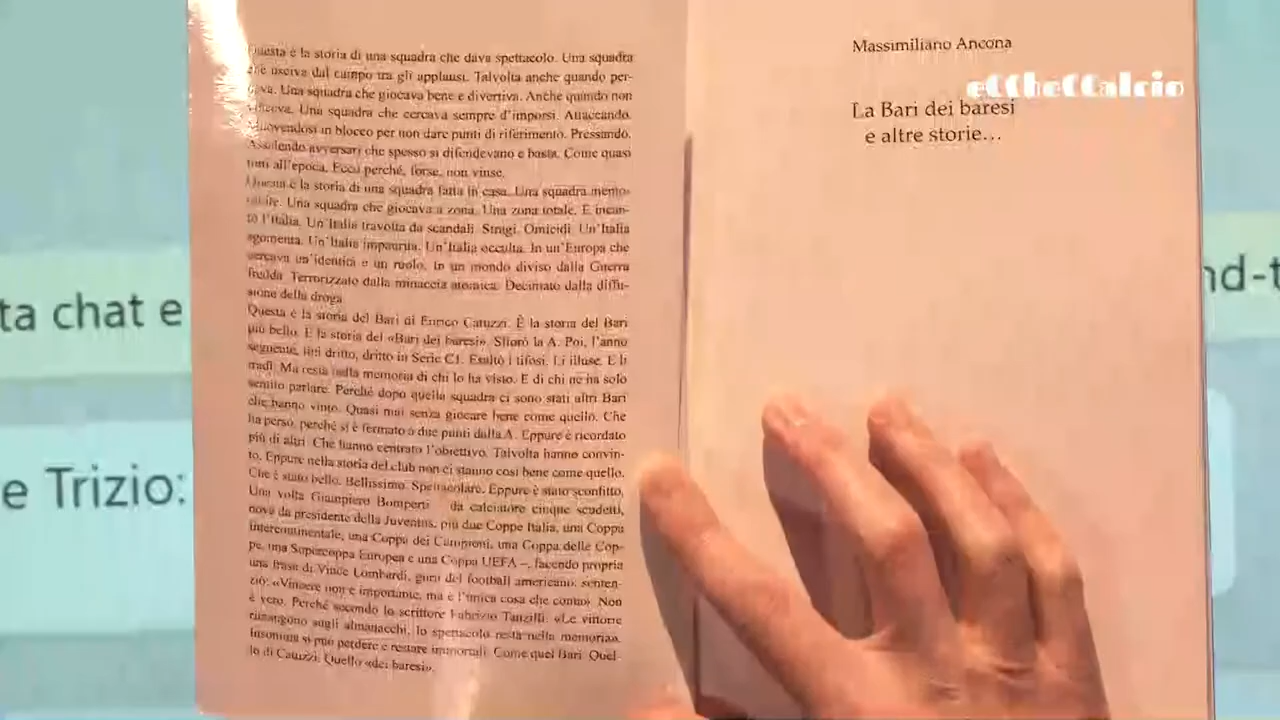 Questa è la storia di una squadra che dava spettacolo. Una squadra
che usciva dal campo tra gli applausi. Talvolta anche quando per-
deva. Una squadra che giocava bene e divertiva. Anche quando non
vinceva. Una squadra che cercava sempre d'imporsi. Attaccando.
Muovendosi in blocco per non dare punti di riferimento. Pressando.
Assalendo avversari che spesso si difendevano e basta. Come quasi
tutti all'epoca. Ecco perché, forse, non vinse.
Questa è la storia di una squadra fatta in casa. Una squadra memo-
rabile. Una squadra che giocava a zona. Una zona totale. E incan-
tò l'Italia. Un'Italia travolta da scandali. Stragi. Omicidi. Un'Italia
sgomenta. Un'Italia impaurita. Un'Italia occulta. In un'Europa che
cercava un'identità e un ruolo. In un mondo diviso dalla Guerra
fredda. Terrorizzato dalla minaccia atomica. Decimato dalla diffu-
sione della droga.
Questa è la storia del Bari di Enrico Catuzzi. È la storia del Bari
più bello. È la storia del «Bari dei baresi». Sfiorò la A. Poi, l'anno
seguente, finì dritto, dritto in Serie C1. Esaltò i tifosi. Li illuse. E li
tradì. Ma resta nella memoria di chi lo ha visto. E di chi ne ha solo
sentito parlare. Perché dopo quella squadra ci sono stati altri Bari
che hanno vinto. Quasi mai senza giocare bene come quello. Che
ha perso, perché si è fermato a due punti dalla A. Eppure è ricordato
più di altri. Che hanno centrato l'obiettivo. Talvolta hanno convin-
to. Eppure nella storia del club non ci stanno così bene come quello.
Che è stato bello. Bellissimo. Spettacolare. Eppure è stato sconfitto.
Una volta Giampiero Boniperti – da calciatore cinque scudetti,
nove da presidente della Juventus, più due Coppe Italia, una Coppa
Intercontinentale, una Coppa dei Campioni, una Coppa delle Cop-
pe, una Supercoppa Europea e una Coppa UEFA –, facendo propria
una frase di Vince Lombardi, guru del football americano, senten-
ziò: «Vincere non è importante, ma è l'unica cosa che conta». Non
è vero. Perché secondo lo scrittore Fabrizio Tanzilli: «Le vittorie
rimangono sugli almanacchi, lo spettacolo resta nella memoria».
Insomma si può perdere e restare immortali. Come quel Bari. Quel-
lo di Catuzzi. Quello «dei baresi».
Massimiliano Ancona
eCCheCCalcio
La Bari dei baresi
e altre storie…
ta chat e
nd-t
e Trizio: